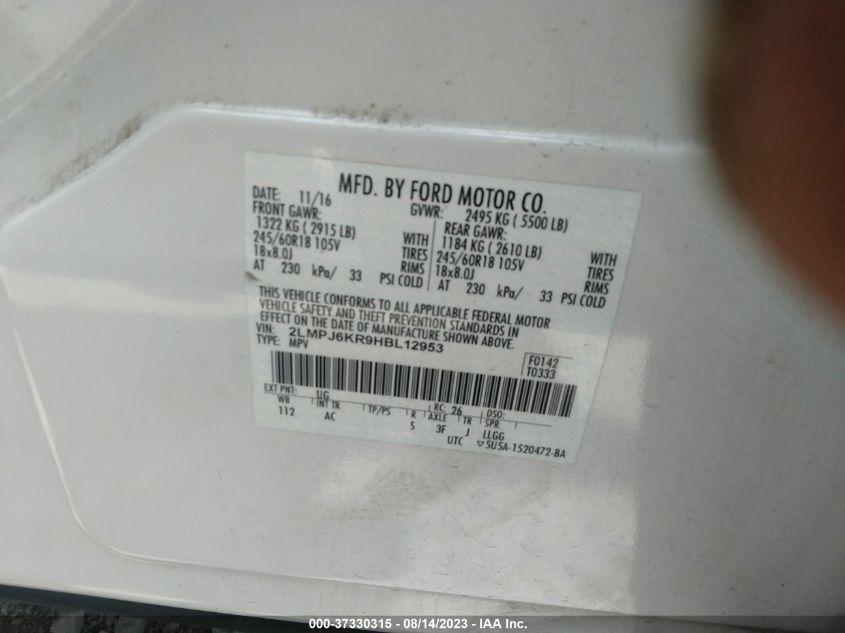 MFD. BY FORD MOTOR CO.
DATE: 11/16 GVWR: 2495 KG ( 5500 LB)
FRONT GAWR: REAR GAWR:
1322 KG ( 2915 LB) WITH 1184 KG ( 2610 LB) WITH
245/60R18 105V TIRES 245/60R18 105V TIRES
18x8.0J RIMS 18x8.0J RIMS
AT 230 kPa/ 33 PSI COLD AT 230 kPa/ 33 PSI COLD
THIS VEHICLE CONFORMS TO ALL APPLICABLE FEDERAL MOTOR
VEHICLE SAFETY AND THEFT PREVENTION STANDARDS IN
EFFECT ON THE DATE OF MANUFACTURE SHOWN ABOVE.
VIN: 2LMPJ6KR9HBL12953
TYPE: MPV
F0142
T0333
EXT PNT: UG RC: 26 DSO:
WB INT TR TP/PS R AXLE TR SPR
112 AC S 3F J LLGG
UTC ▽5U5A-1520472-BA
000-37330315 - 08/14/2023 - IAA Inc.